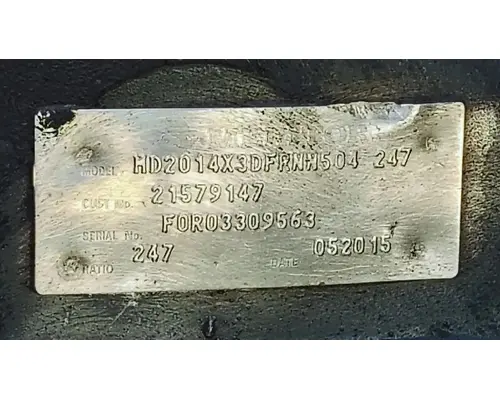 MODEL HD2014X3DFRNH504 247
CUST No. 21579147
SERIAL No. FOR03309563
247 052015
RATIO DATE